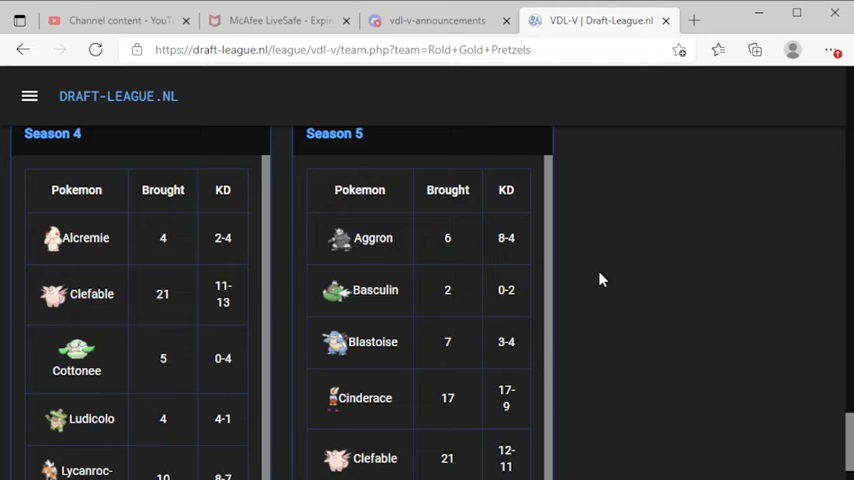 Channel content - YouT
McAfee LiveSafe - Expir
vdl-v-announcements
VDL-V | Draft-League.nl
https://draft-league.nl/league/vdl-v/team.php?team=Rold+Gold+Pretzels
DRAFT-LEAGUE.NL
Season 4
Pokemon Brought KD
Alcremie 4 2-4
Clefable 21 11-
13
Cottonee 5 0-4
Ludicolo 4 4-1
Lycanroc- 10 8-7
Season 5
Pokemon Brought KD
Aggron 6 8-4
Basculin 2 0-2
Blastoise 7 3-4
Cinderace 17 17-
9
Clefable 21 12-
11